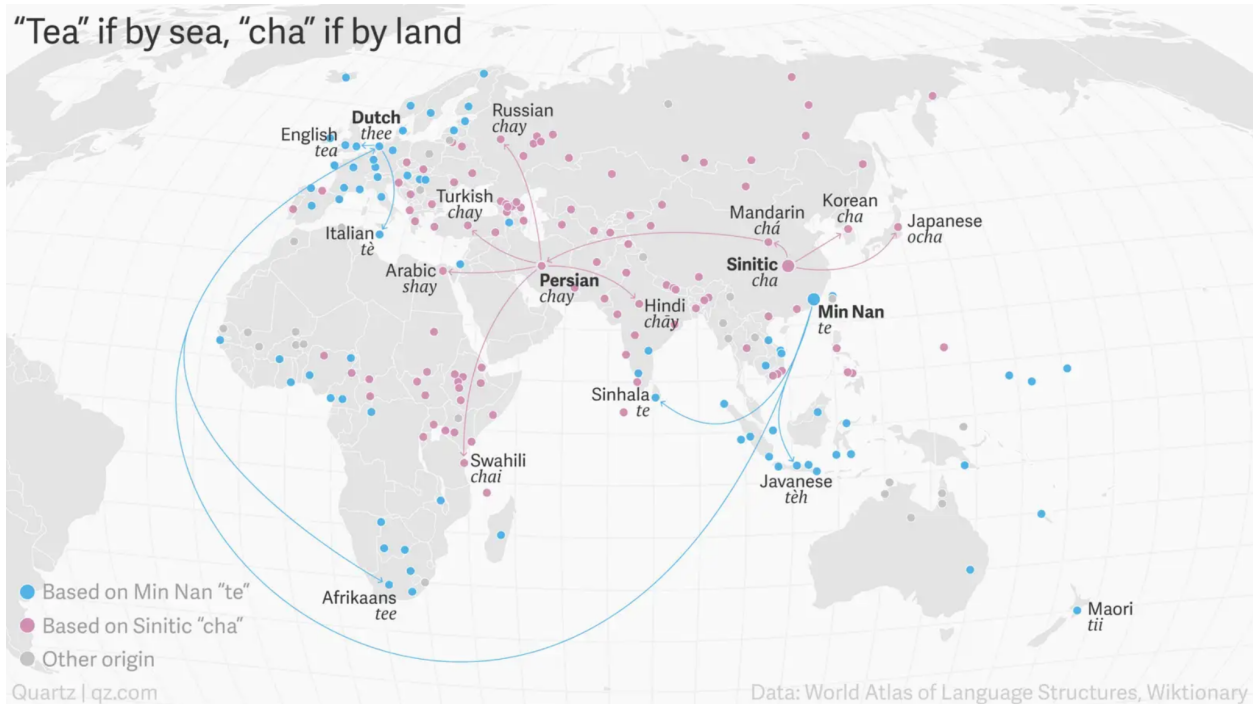 “Tea” if by sea, “cha” if by land
Dutch
thee
English
tea
Russian
chay
Turkish
chay
Italian
tè
Arabic
shay
Persian
chay
Mandarin
chá
Korean
cha
Japanese
ocha
Sinitic
cha
Hindi
chāy
Min Nan
te
Sinhala
te
Swahili
chai
Javanese
tèh
Afrikaans
tee
Maori
tii
Based on Min Nan “te”
Based on Sinitic “cha”
Other origin
Quartz | qz.com
Data: World Atlas of Language Structures, Wiktionary